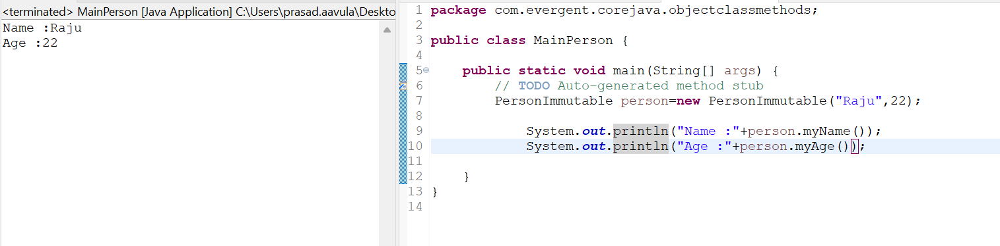 <terminated> MainPerson [Java Application] C:\Users\prasad.aavula\Deskto
Name :Raju
Age :22
1 package com.evergent.corejava.objectclassmethods;
2
3 public class MainPerson {
4
5     public static void main(String[] args) {
6         // TODO Auto-generated method stub
7         PersonImmutable person=new PersonImmutable("Raju",22);
8
9             System.out.println("Name :"+person.myName());
10             System.out.println("Age :"+person.myAge());
11
12     }
13 }
14